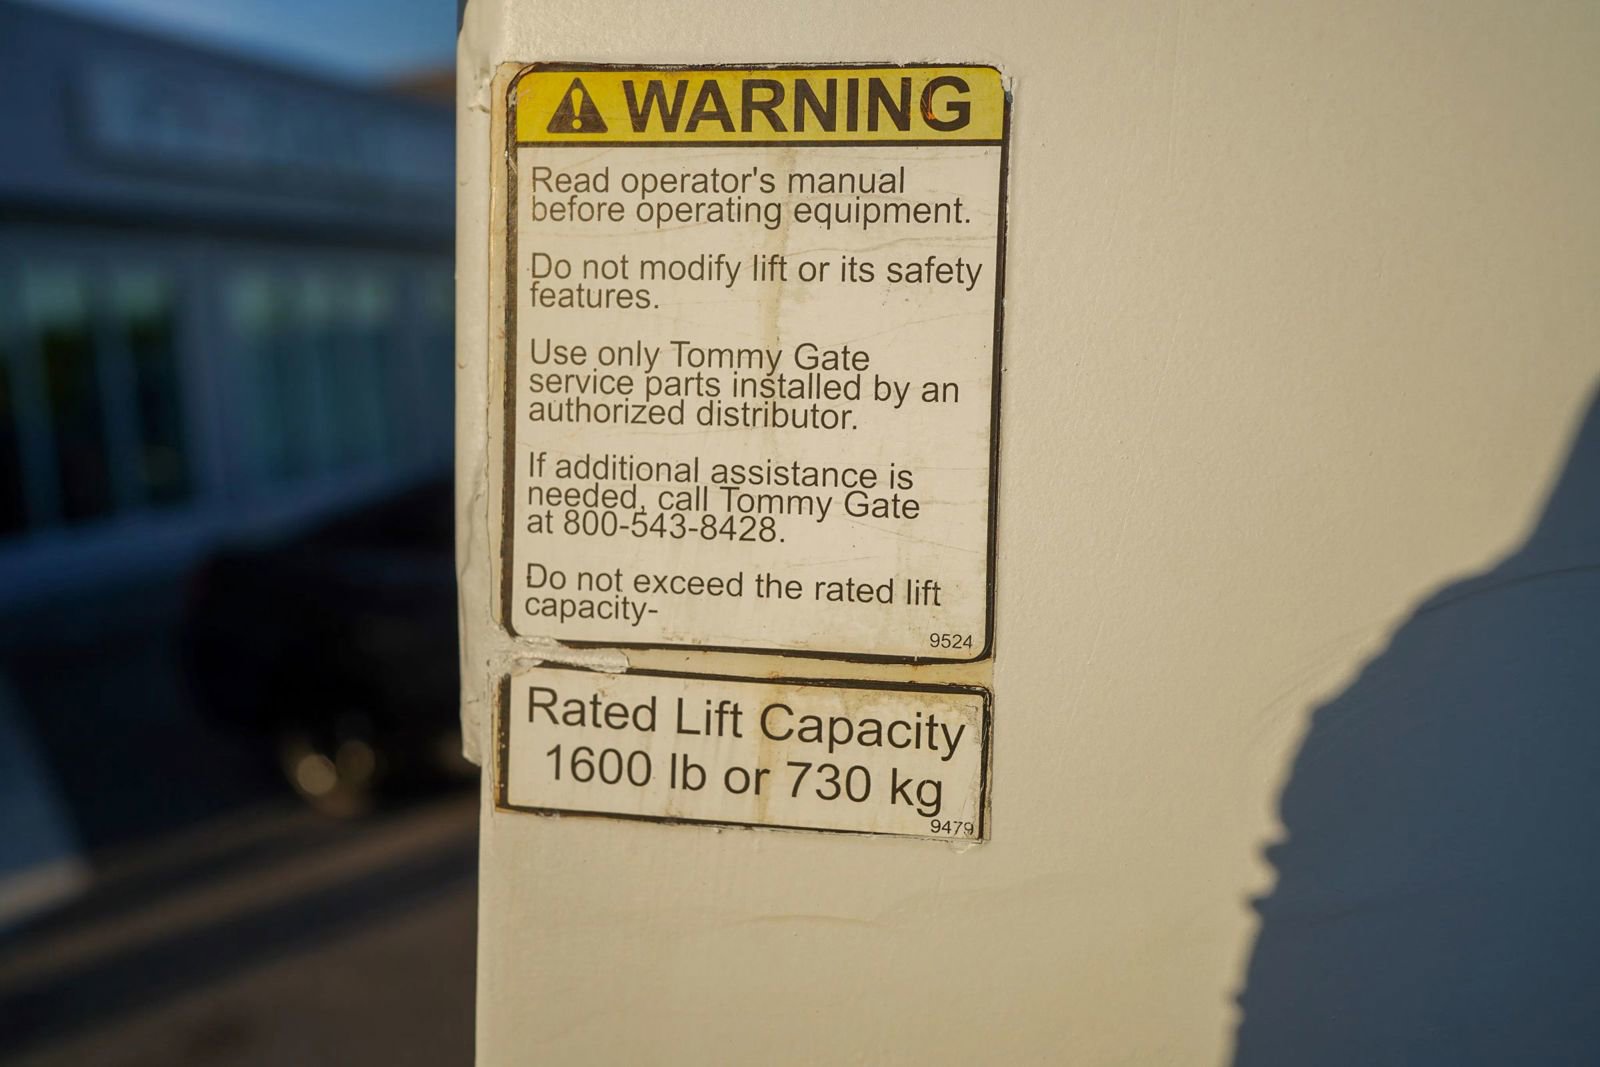 WARNING
Read operator's manual
before operating equipment.
Do not modify lift or its safety
features.
Use only Tommy Gate
service parts installed by an
authorized distributor.
If additional assistance is
needed, call Tommy Gate
at 800-543-8428.
Do not exceed the rated lift
capacity-
9524
Rated Lift Capacity
1600 lb or 730 kg
9479